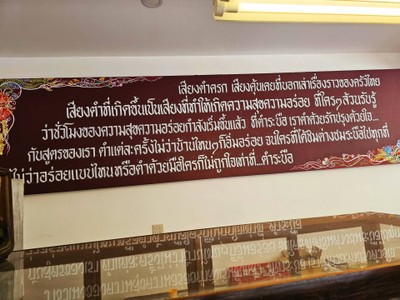 เสียงตำครก เสียงคุ้นเคยที่บอกเล่าเรื่องราวของครัวไทย
เสียงตำที่เกิดขึ้นเป็นเสียงที่ทำให้เกิดความสุขความอร่อย ที่ใครๆล้วนรับรู้
ว่าชั่วโมงของความสุขความอร่อยกำลังเริ่มขึ้นแล้ว ที่ตำระบือ เราตำด้วยรักปรุงด้วยใจ...
กับสูตรของเรา ตำแต่ละครั้งไม่ว่าบ้านไหนๆก็อิ่มอร่อย จนใครที่ได้ชิมต่างชมระบือไปทุกที่
ไม่ว่าอร่อยแบบไหนหรือตำด้วยมือใครก็ไม่ถูกใจเท่าที่...ตำระบือ